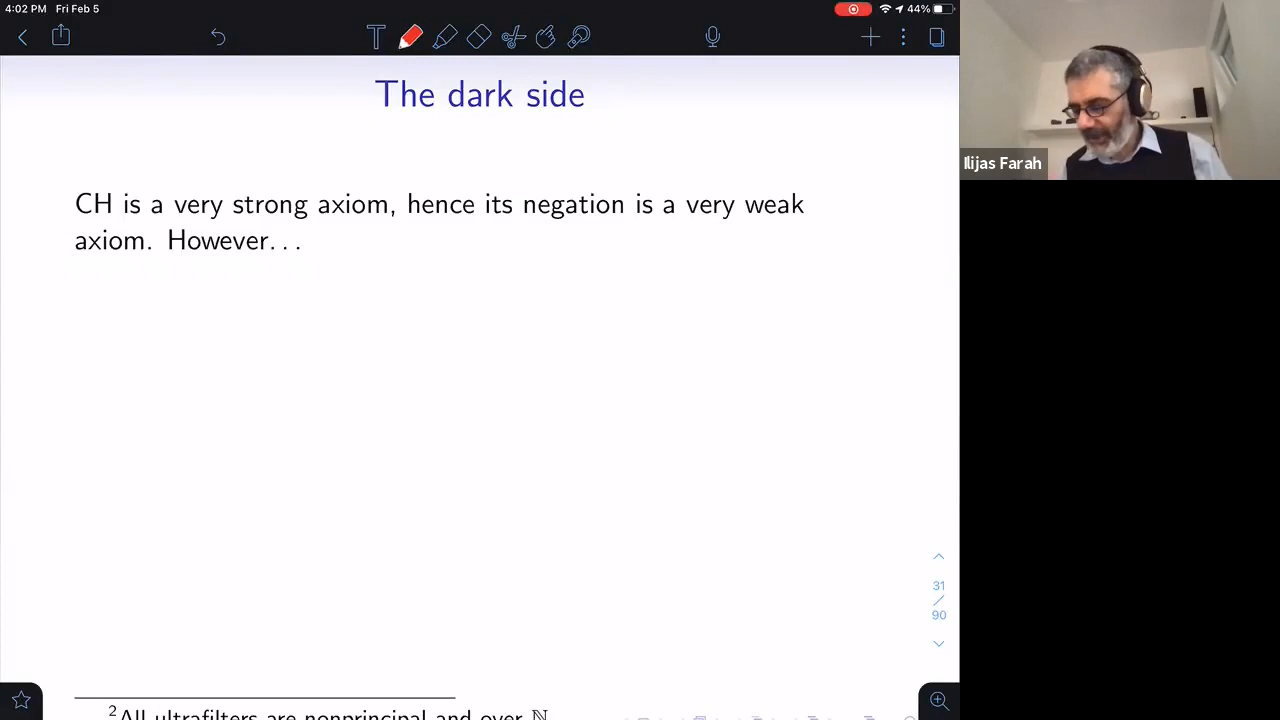 4:02 PM Fri Feb 5
44%
The dark side
CH is a very strong axiom, hence its negation is a very weak
axiom. However...
31
/
90
2All ultrafilters are nonprincipal and over ℕ
Ilijas Farah